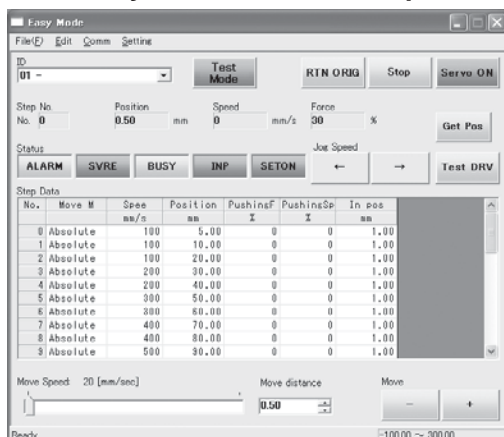 Easy Mode
File(F) Edit Comm Setting
ID
01 -
Test Mode
RTN ORIG Stop Servo ON
Step No. Position Speed Force
No. 0 0.50 mm 0 mm/s 30 %
Get Pos
Status Jog Speed
ALARM SVRE BUSY INP SETON ← → Test DRV
Step Data
No. Move M Spee Position PushingF PushingSp In pos
mm/s mm % % mm
0 Absolute 100 5.00 0 0 1.00
1 Absolute 100 10.00 0 0 1.00
2 Absolute 100 20.00 0 0 1.00
3 Absolute 200 30.00 0 0 1.00
4 Absolute 200 40.00 0 0 1.00
5 Absolute 300 50.00 0 0 1.00
6 Absolute 300 60.00 0 0 1.00
7 Absolute 400 70.00 0 0 1.00
8 Absolute 400 80.00 0 0 1.00
9 Absolute 500 90.00 0 0 1.00
Move Speed 20 [mm/sec] Move distance Move
0.50 - +
Ready -100.00 ~ 300.00